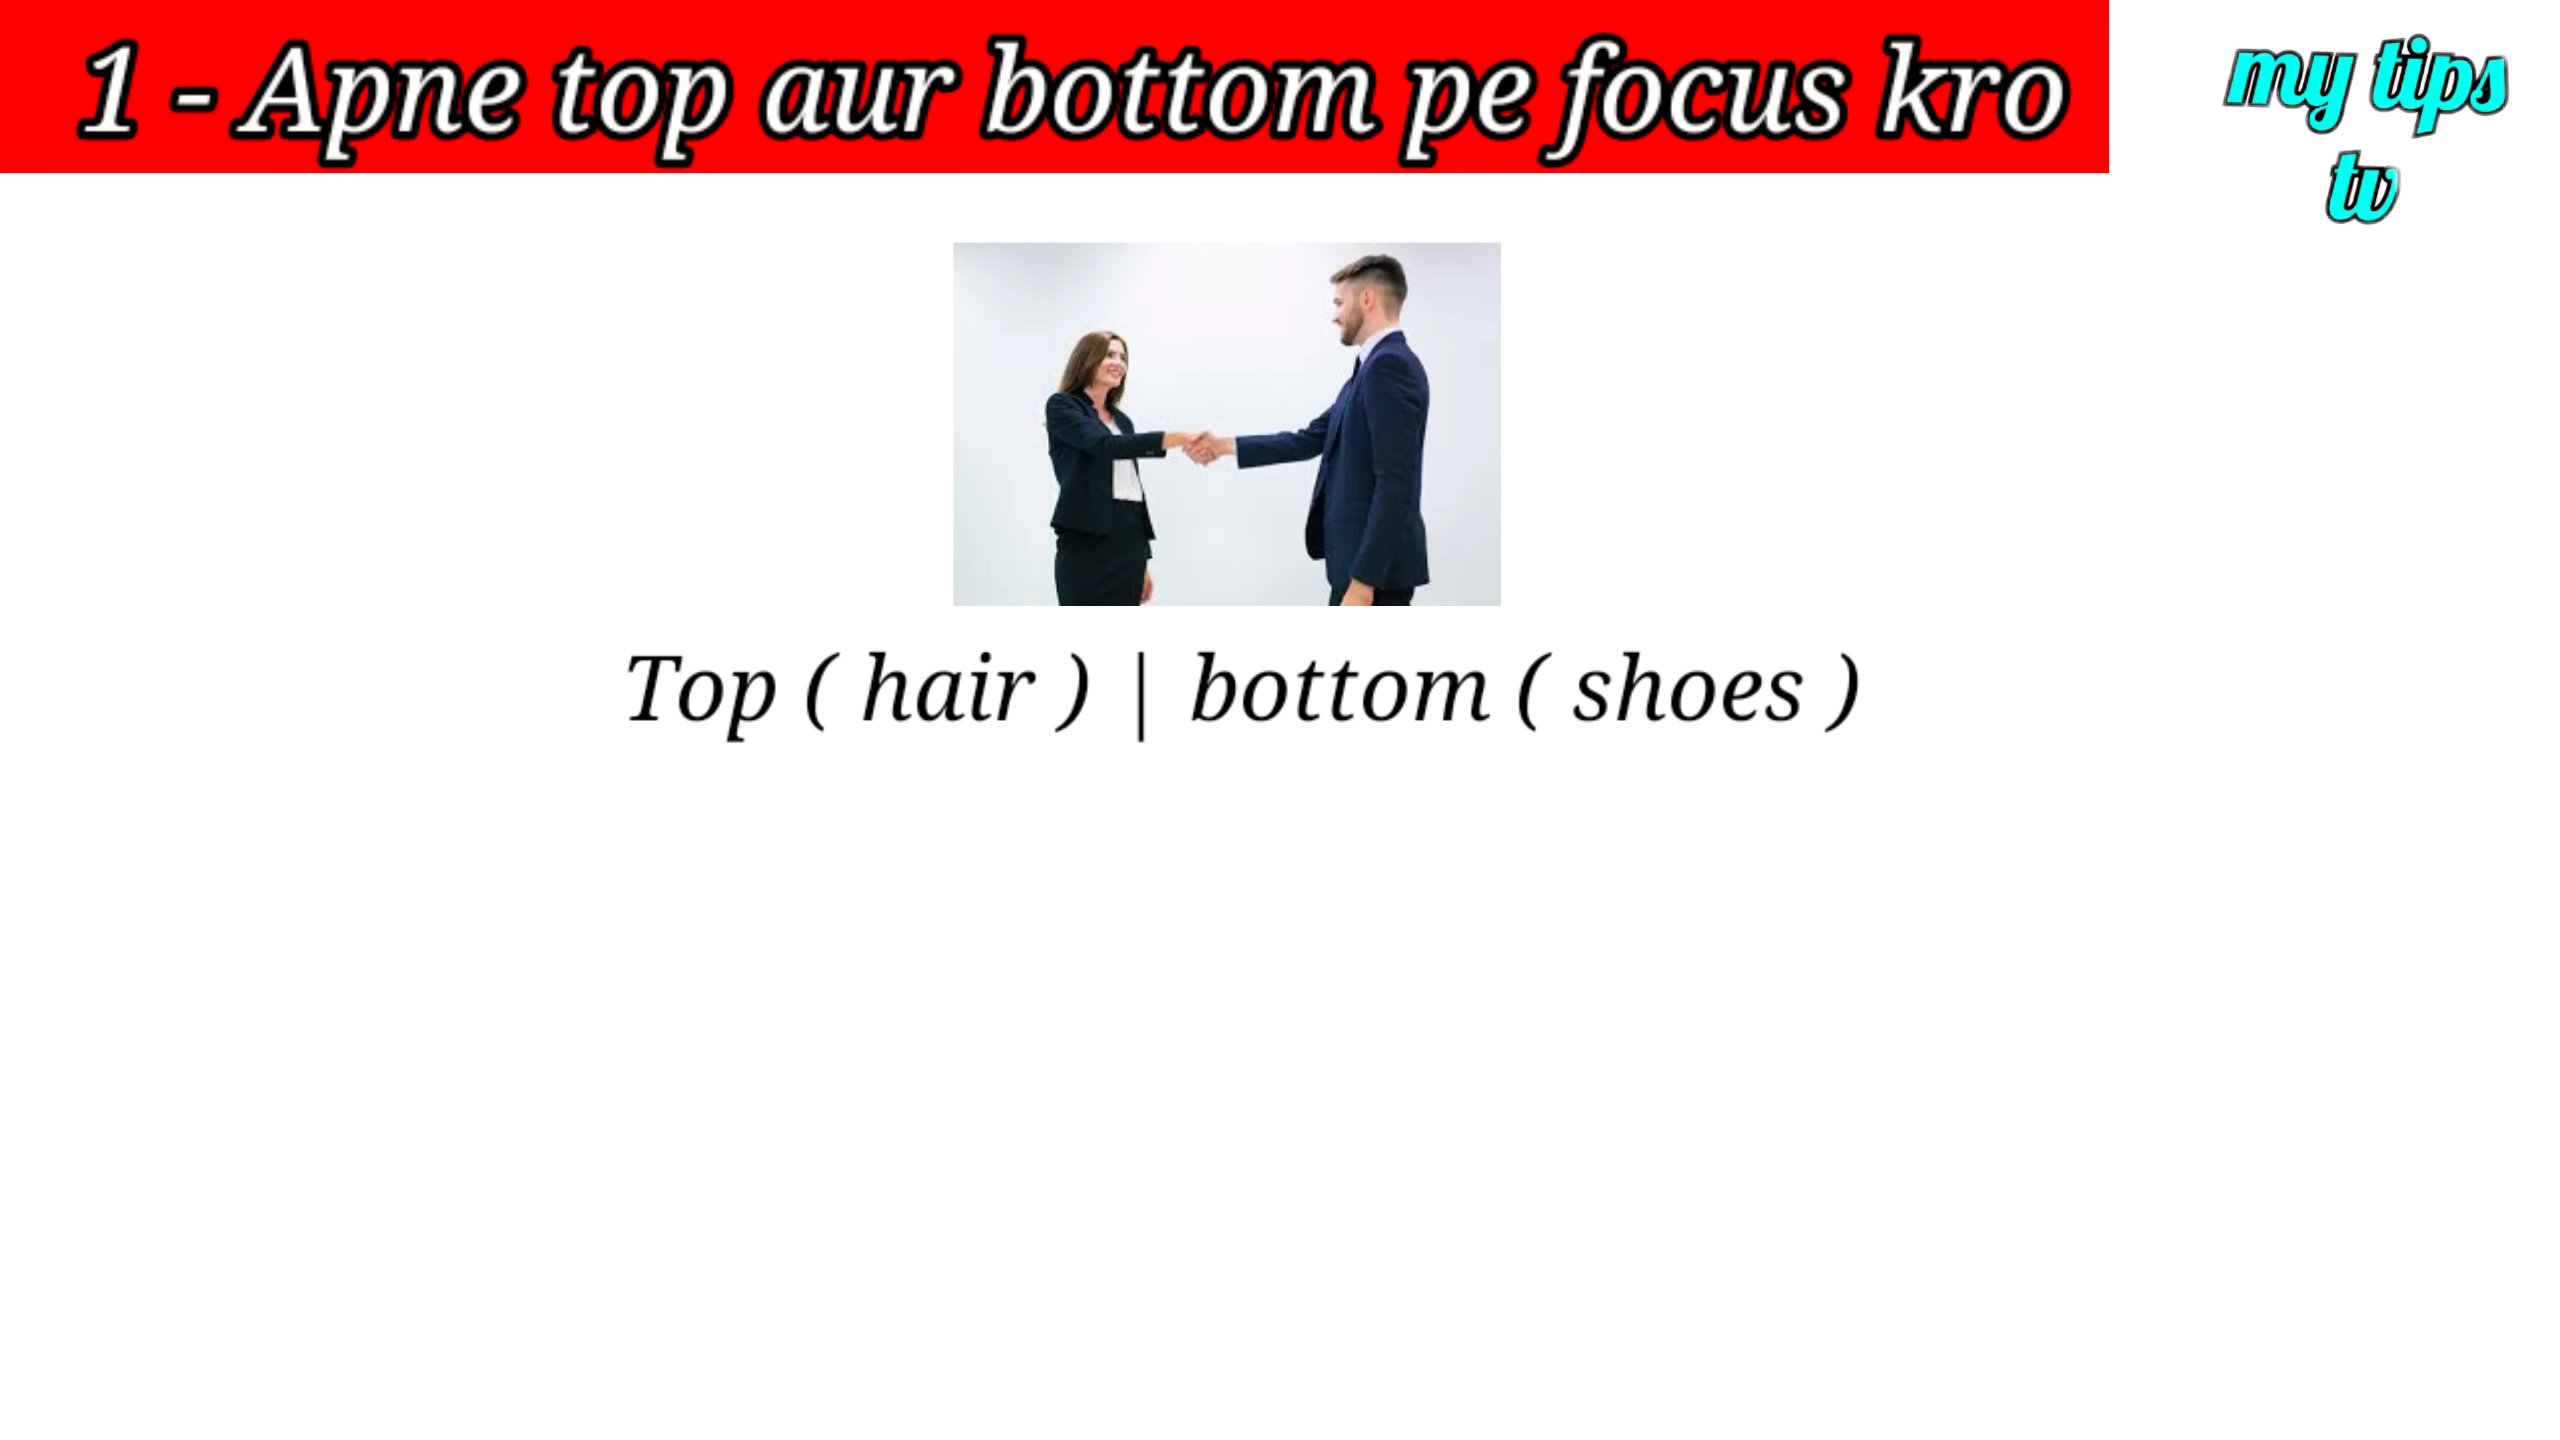 1 - Apne top aur bottom pe focus kro
my tips
tv
Top ( hair ) | bottom ( shoes )